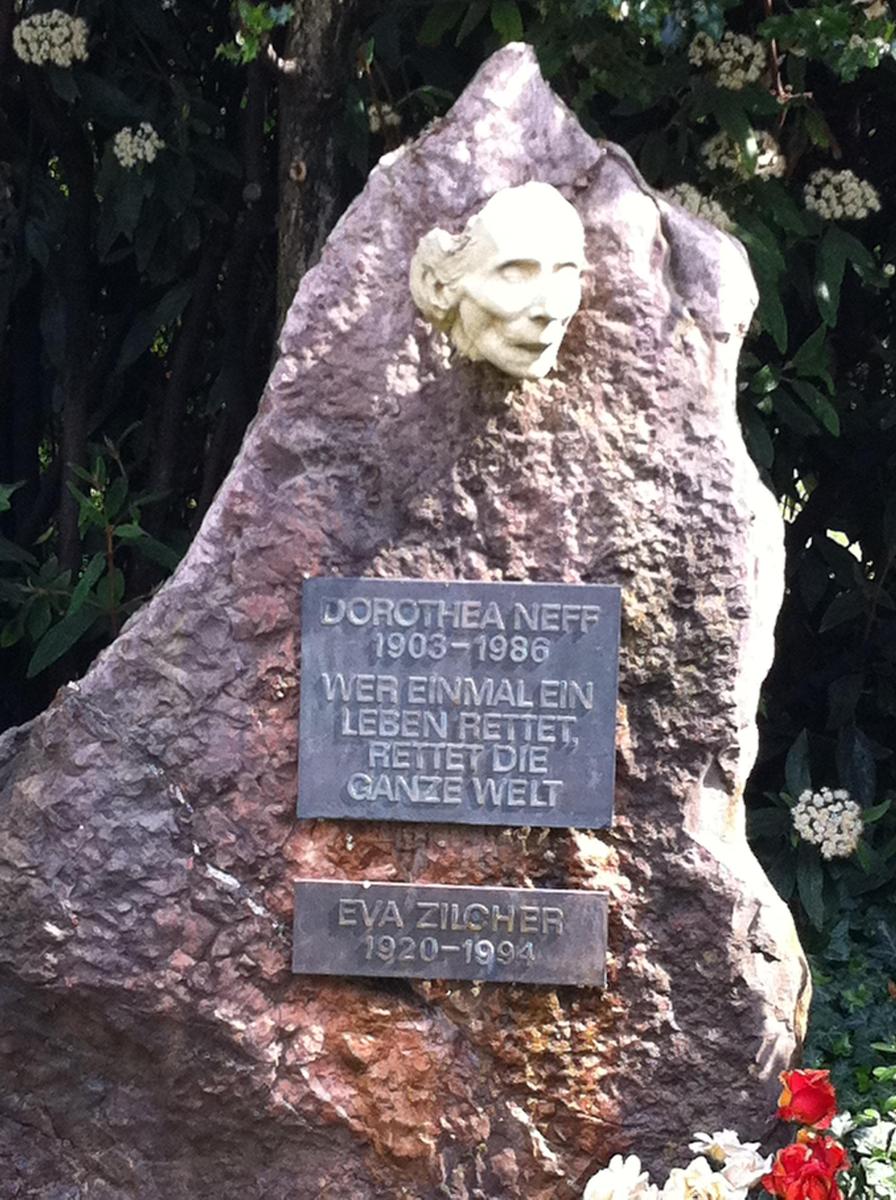 DOROTHEA NEFF
1903–1986
WER EINMAL EIN
LEBEN RETTET,
RETTET DIE
GANZE WELT
EVA ZILCHER
1920–1994